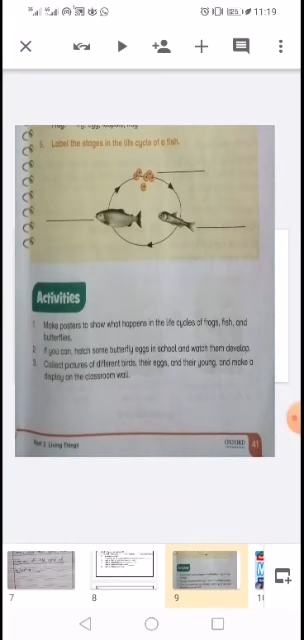 11:19
5. Label the stages in the life cycle of a fish.
Activities
1. Make posters to show what happens in the life cycles of frogs, fish, and
butterflies.
2. If you can, hatch some butterfly eggs in school and watch them develop.
3. Collect pictures of different birds, their eggs, and their young, and make a
display on the classroom wall.
Living Things
OXFORD
41
7
8
9